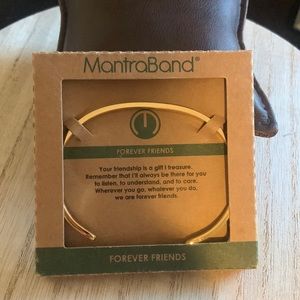 MantraBand®
FOREVER FRIENDS
Your friendship is a gift I treasure.
Remember that I'll always be there for you
to listen, to understand, and to care.
Wherever you go, whatever you do,
we are forever friends.
FOREVER FRIENDS